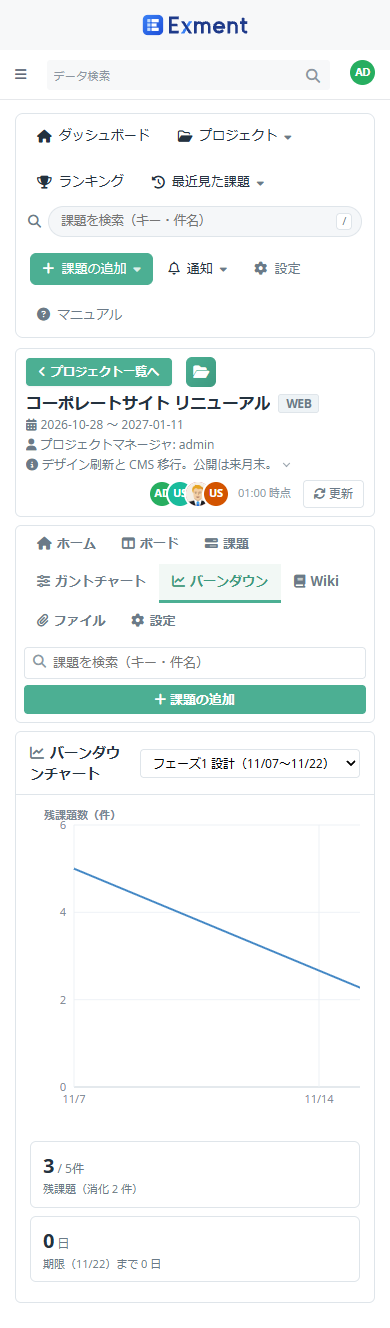 Exment
データ検索
AD
ダッシュボード
プロジェクト
ランキング
最近見た課題
課題を検索（キー・件名）
/
課題の追加
通知
設定
マニュアル
プロジェクト一覧へ
コーポレートサイト リニューアル
WEB
2026-10-28 〜 2027-01-11
プロジェクトマネージャ: admin
デザイン刷新と CMS 移行。公開は来月末。
AD
US
US
01:00 時点
更新
ホーム
ボード
課題
ガントチャート
バーンダウン
Wiki
ファイル
設定
課題を検索（キー・件名）
課題の追加
バーンダウ
ンチャート
フェーズ1 設計（11/07〜11/22）
残課題数（件）
6
4
2
0
11/7
11/14
3 / 5件
残課題（消化 2 件）
0 日
期限（11/22）まで 0 日